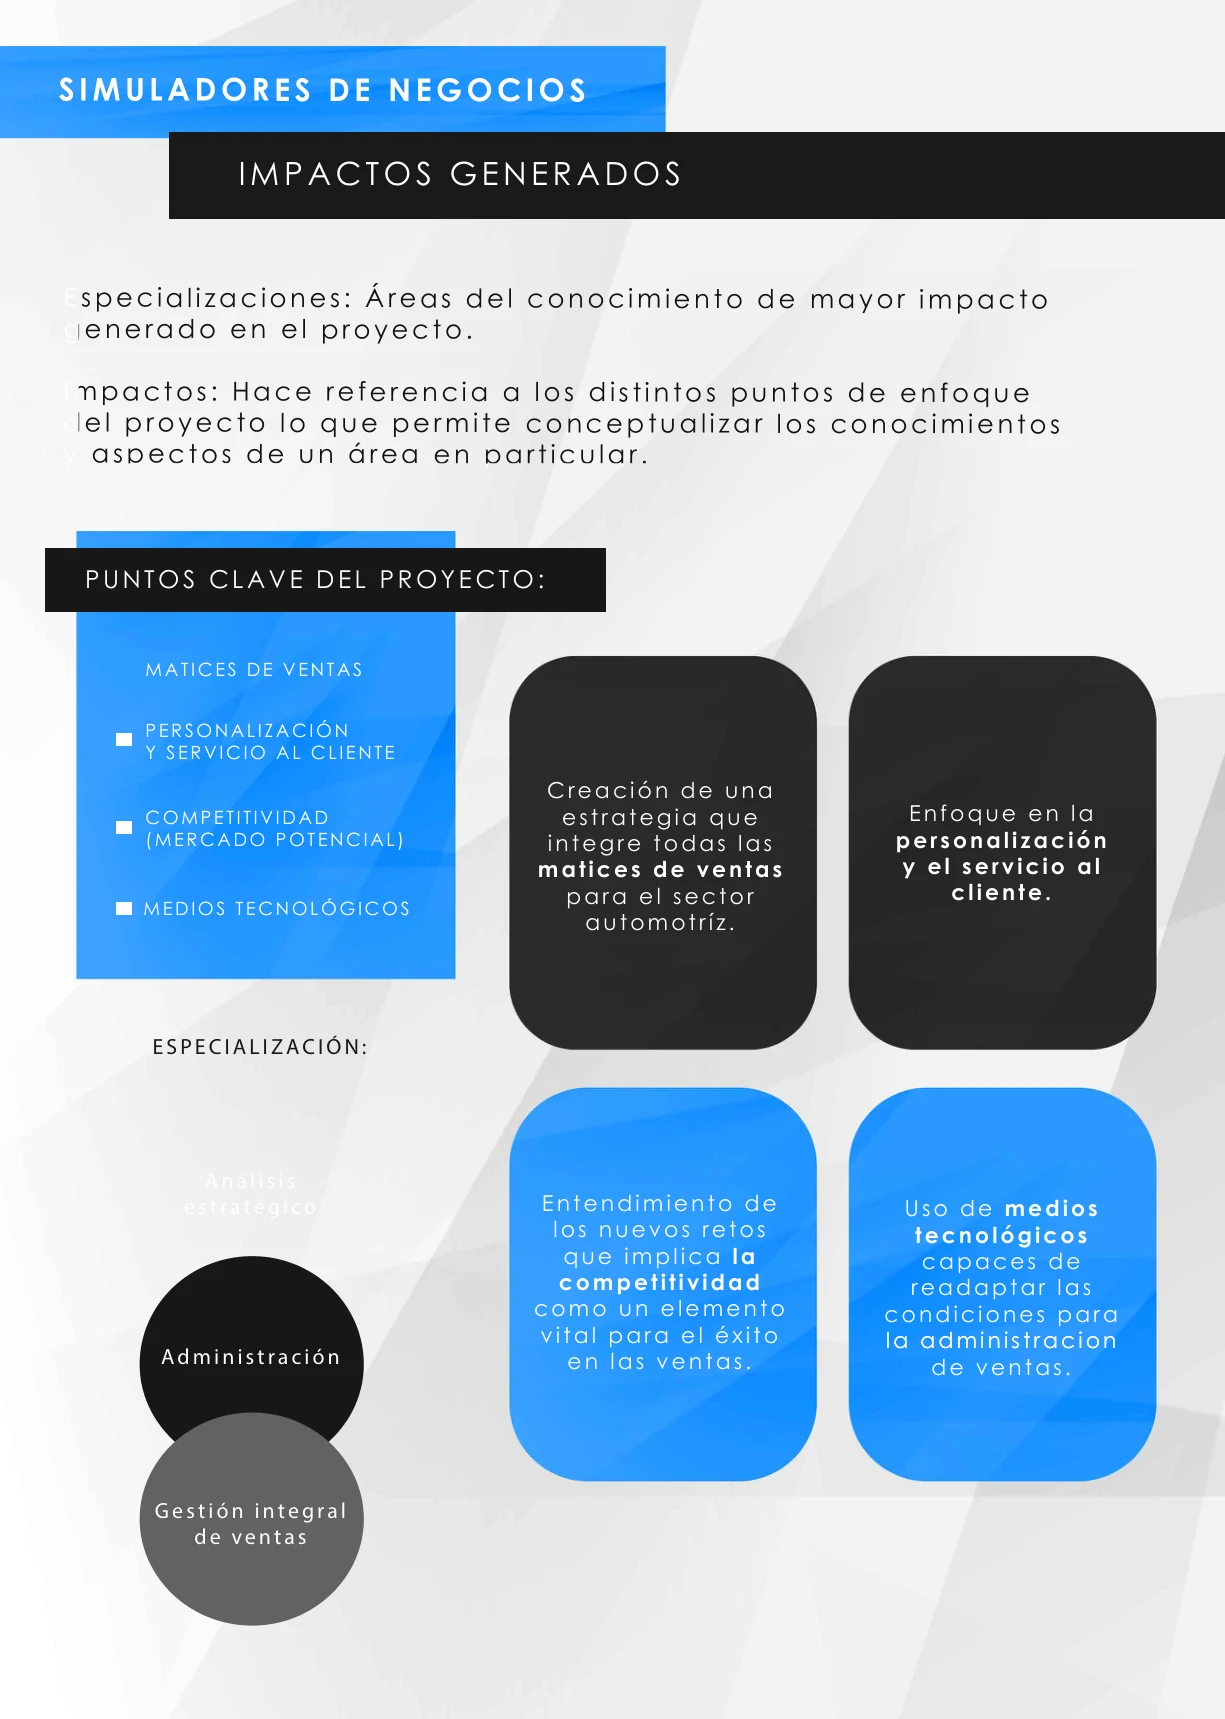 SIMULADORES DE NEGOCIOS
IMPACTOS GENERADOS
Especializaciones: Áreas del conocimiento de mayor impacto
generado en el proyecto.
Impactos: Hace referencia a los distintos puntos de enfoque
del proyecto lo que permite conceptualizar los conocimientos
y aspectos de un área en particular.
PUNTOS CLAVE DEL PROYECTO:
MATICES DE VENTAS
PERSONALIZACIÓN
Y SERVICIO AL CLIENTE
COMPETITIVIDAD
(MERCADO POTENCIAL)
MEDIOS TECNOLÓGICOS
Creación de una
estrategia que
integre todas las
matices de ventas
para el sector
automotríz.
Enfoque en la
personalización
y el servicio al
cliente.
ESPECIALIZACIÓN:
Análisis
estratégico
Administración
Gestión integral
de ventas
Entendimiento de
los nuevos retos
que implica la
competitividad
como un elemento
vital para el éxito
en las ventas.
Uso de medios
tecnológicos
capaces de
readaptar las
condiciones para
la administracion
de ventas.